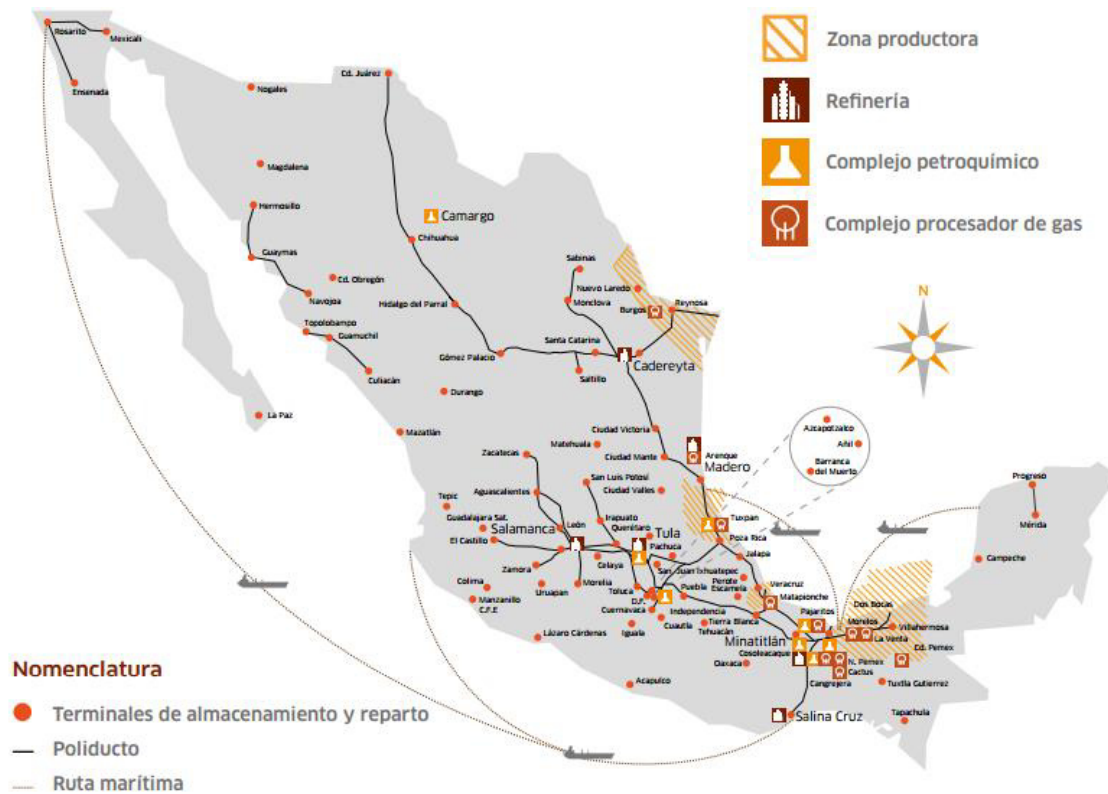 Zona productora
Refinería
Complejo petroquímico
Complejo procesador de gas
N
Rosarito
Mexicali
Ensenada
Cd. Juárez
Nogales
Magdalena
Hermosillo
Camargo
Chihuahua
Guaymas
Cd. Obregón
Navojoa
Sabinas
Nuevo Laredo
Monclova
Burgos
Reynosa
Hidalgo del Parral
Topolobampo
Guamuchil
Santa Catarina
Gómez Palacio
Cadereyta
Saltillo
Culiacán
Durango
La Paz
Mazatlán
Ciudad Victoria
Matehuala
Ciudad Mante
Arenque
Madero
Azcapotzalco
Añil
Barranca
del Muerto
Zacatecas
San Luis Potosí
Ciudad Valles
Aguascalientes
Tepic
Guadalajara Sat.
León
Irapuato
Querétaro
Salamanca
Tula
Tuxpan
Poza Rica
El Castillo
Pachuca
Celaya
San Juan Ixhuatepec
Jalapa
Zamora
Uruapan
Morelia
Toluca
D.F.
Puebla
Perote
Escamela
Veracruz
Matapionche
Progreso
Mérida
Campeche
Colima
Manzanillo
C.F.E
Cuernavaca
Independencia
Cuautla
Iguala
Tierra Blanca
Tehuacán
Pajaritos
Dos Bocas
Morelos
La Venta
Villahermosa
Lázaro Cárdenas
Minatitlán
Cosoleacaque
Oaxaca
Cd. Pemex
N. Pemex
Cactus
Cangrejera
Tuxtla Gutierrez
Acapulco
Salina Cruz
Tapachula
Nomenclatura
Terminales de almacenamiento y reparto
Poliducto
Ruta marítima